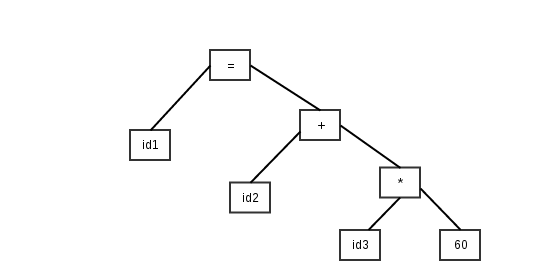 =
+
id1
*
id2
id3
60